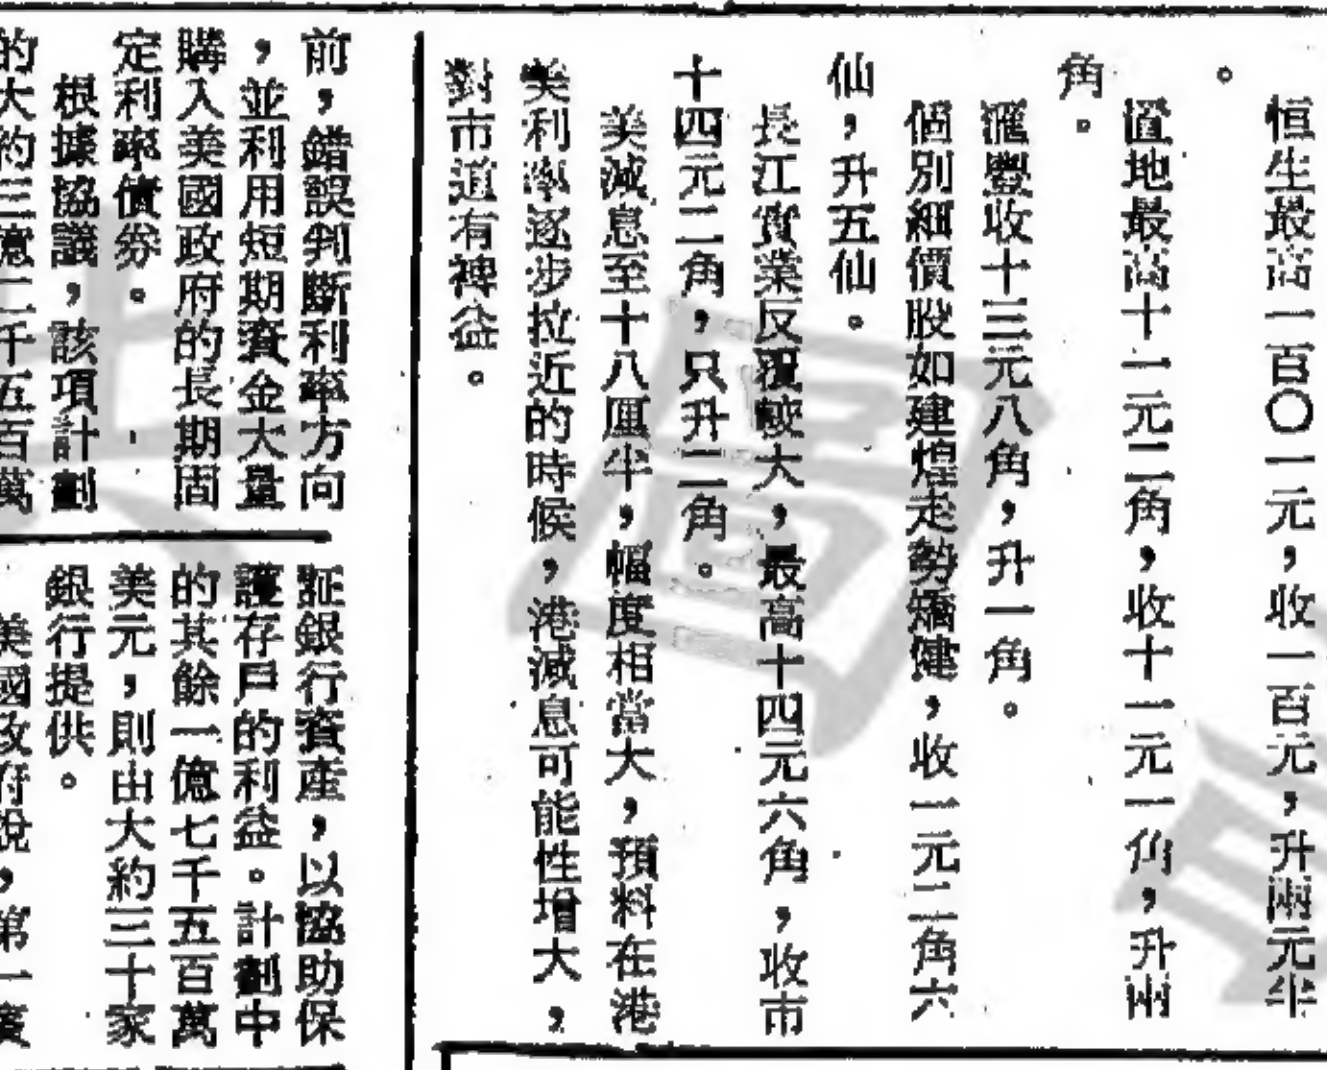 恒生最高一百〇一元，收一百元，升兩元半
。
置地最高十一元二角，收十一元一角，升兩
角。
滙豐收十三元八角，升一角。
個別細價股如建煌走勢矯健，收一元二角六
仙，升五仙。
長江實業反覆較大，最高十四元六角，收市
十四元二角，只升二角。
美減息至十八厘半，幅度相當大，預料在港
美利率逐步拉近的時候，港減息可能性增大，
對市道有裨益。
前，錯誤判斷利率方向
，並利用短期資金大量
購入美國政府的長期固
定利率債券。
根據協議，該項計劃
的大約三億二千五百萬
証銀行資產，以協助保
護存戶的利益。計劃中
的其餘一億七千五百萬
美元，則由大約三十家
銀行提供。
美國政府說，第一賓